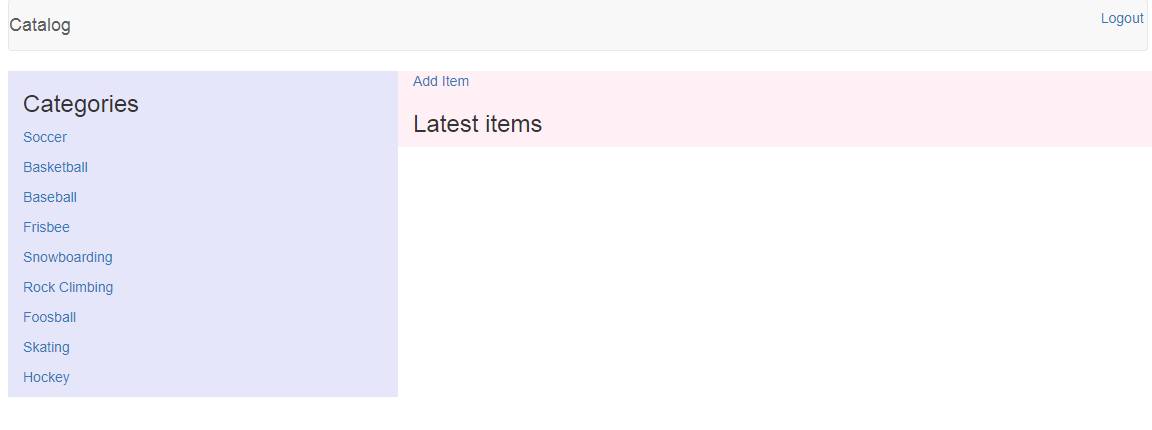 Catalog
Logout
Categories
Soccer
Basketball
Baseball
Frisbee
Snowboarding
Rock Climbing
Foosball
Skating
Hockey
Add Item
Latest items